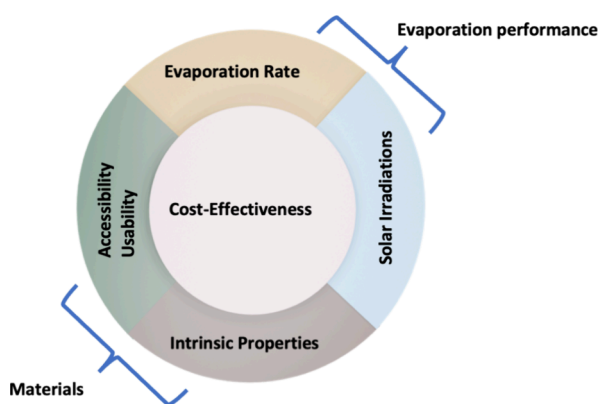 Evaporation performance
Evaporation Rate
Accessibility
Usability
Cost-Effectiveness
Solar Irradiations
Intrinsic Properties
Materials